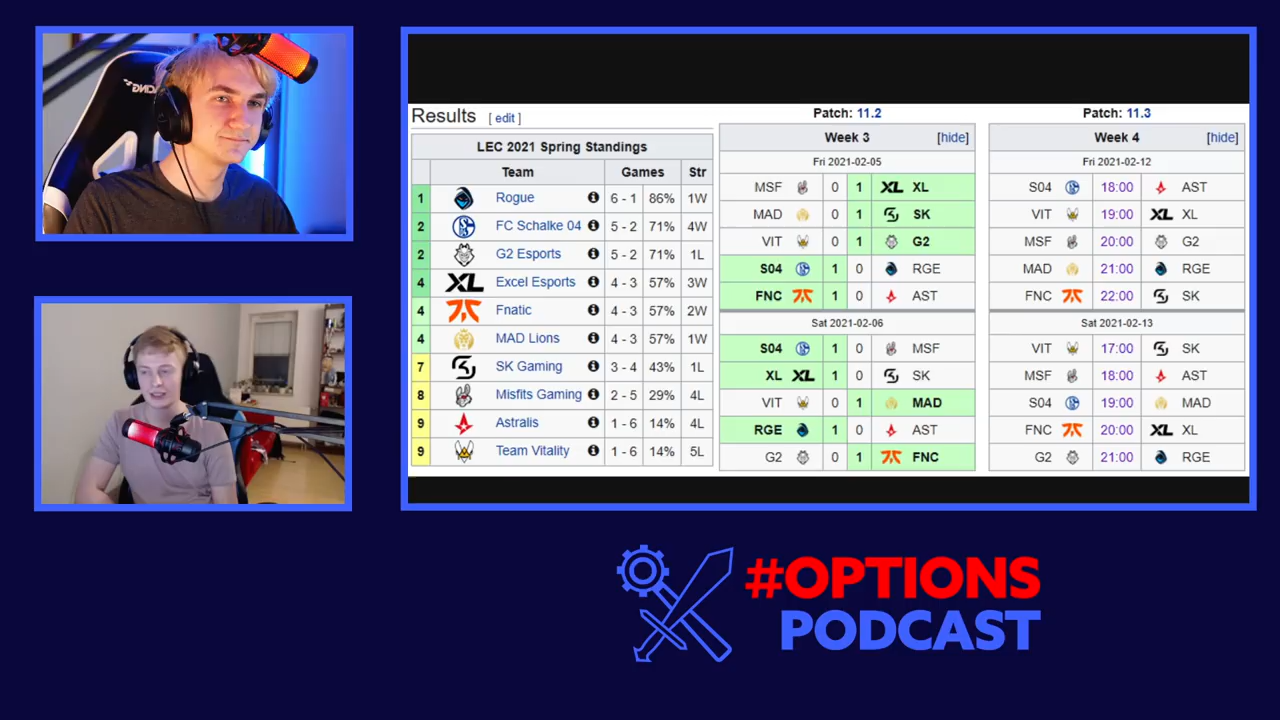 Results [ edit ]
LEC 2021 Spring Standings
Team Games Str
1 Rogue 6 - 1 86% 1W
2 FC Schalke 04 5 - 2 71% 4W
2 G2 Esports 5 - 2 71% 1L
4 XL Excel Esports 4 - 3 57% 3W
4 Fnatic 4 - 3 57% 2W
4 MAD Lions 4 - 3 57% 1W
7 SK Gaming 3 - 4 43% 1L
8 Misfits Gaming 2 - 5 29% 4L
9 Astralis 1 - 6 14% 4L
9 Team Vitality 1 - 6 14% 5L
Patch: 11.2
Week 3 [hide]
Fri 2021-02-05
MSF 0 1 XL XL
MAD 0 1 SK
VIT 0 1 G2
S04 1 0 RGE
FNC 1 0 AST
Sat 2021-02-06
S04 1 0 MSF
XL XL 1 0 SK
VIT 0 1 MAD
RGE 1 0 AST
G2 0 1 FNC
Patch: 11.3
Week 4 [hide]
Fri 2021-02-12
S04 18:00 AST
VIT 19:00 XL XL
MSF 20:00 G2
MAD 21:00 RGE
FNC 22:00 SK
Sat 2021-02-13
VIT 17:00 SK
MSF 18:00 AST
S04 19:00 MAD
FNC 20:00 XL XL
G2 21:00 RGE
#OPTIONS
PODCAST